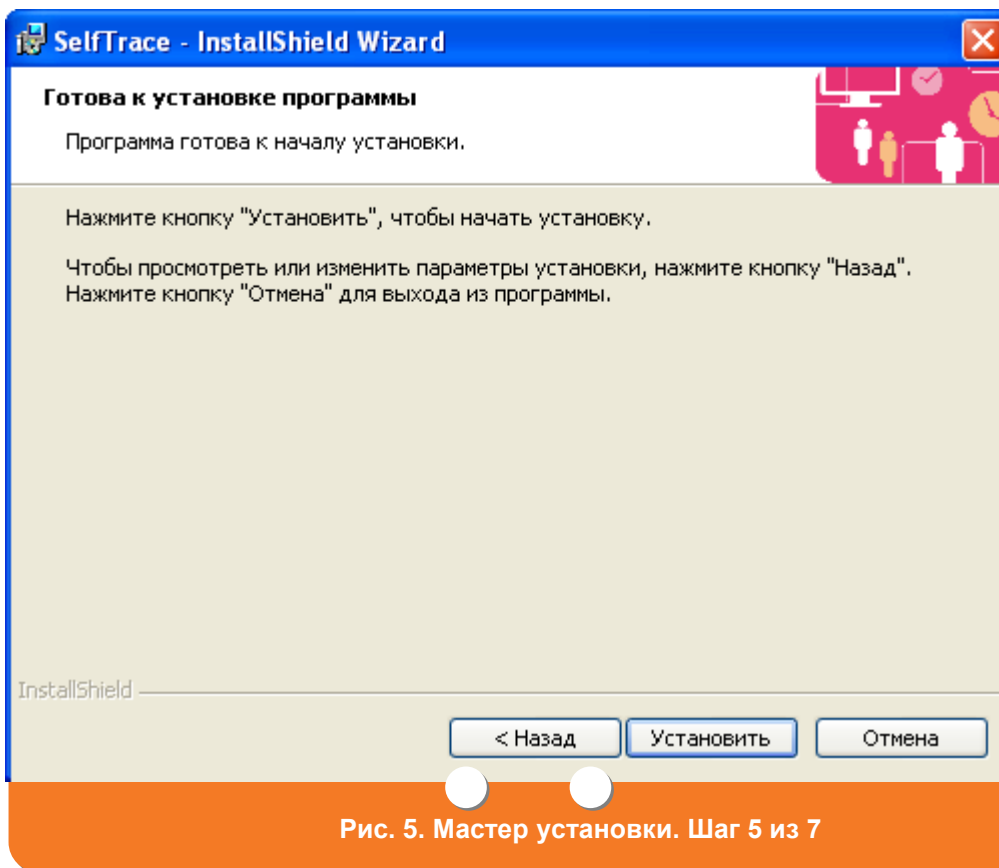 SelfTrace - InstallShield Wizard
Готова к установке программы
Программа готова к началу установки.
Нажмите кнопку "Установить", чтобы начать установку.
Чтобы просмотреть или изменить параметры установки, нажмите кнопку "Назад".
Нажмите кнопку "Отмена" для выхода из программы.
InstallShield
< Назад Установить Отмена
Рис. 5. Мастер установки. Шаг 5 из 7